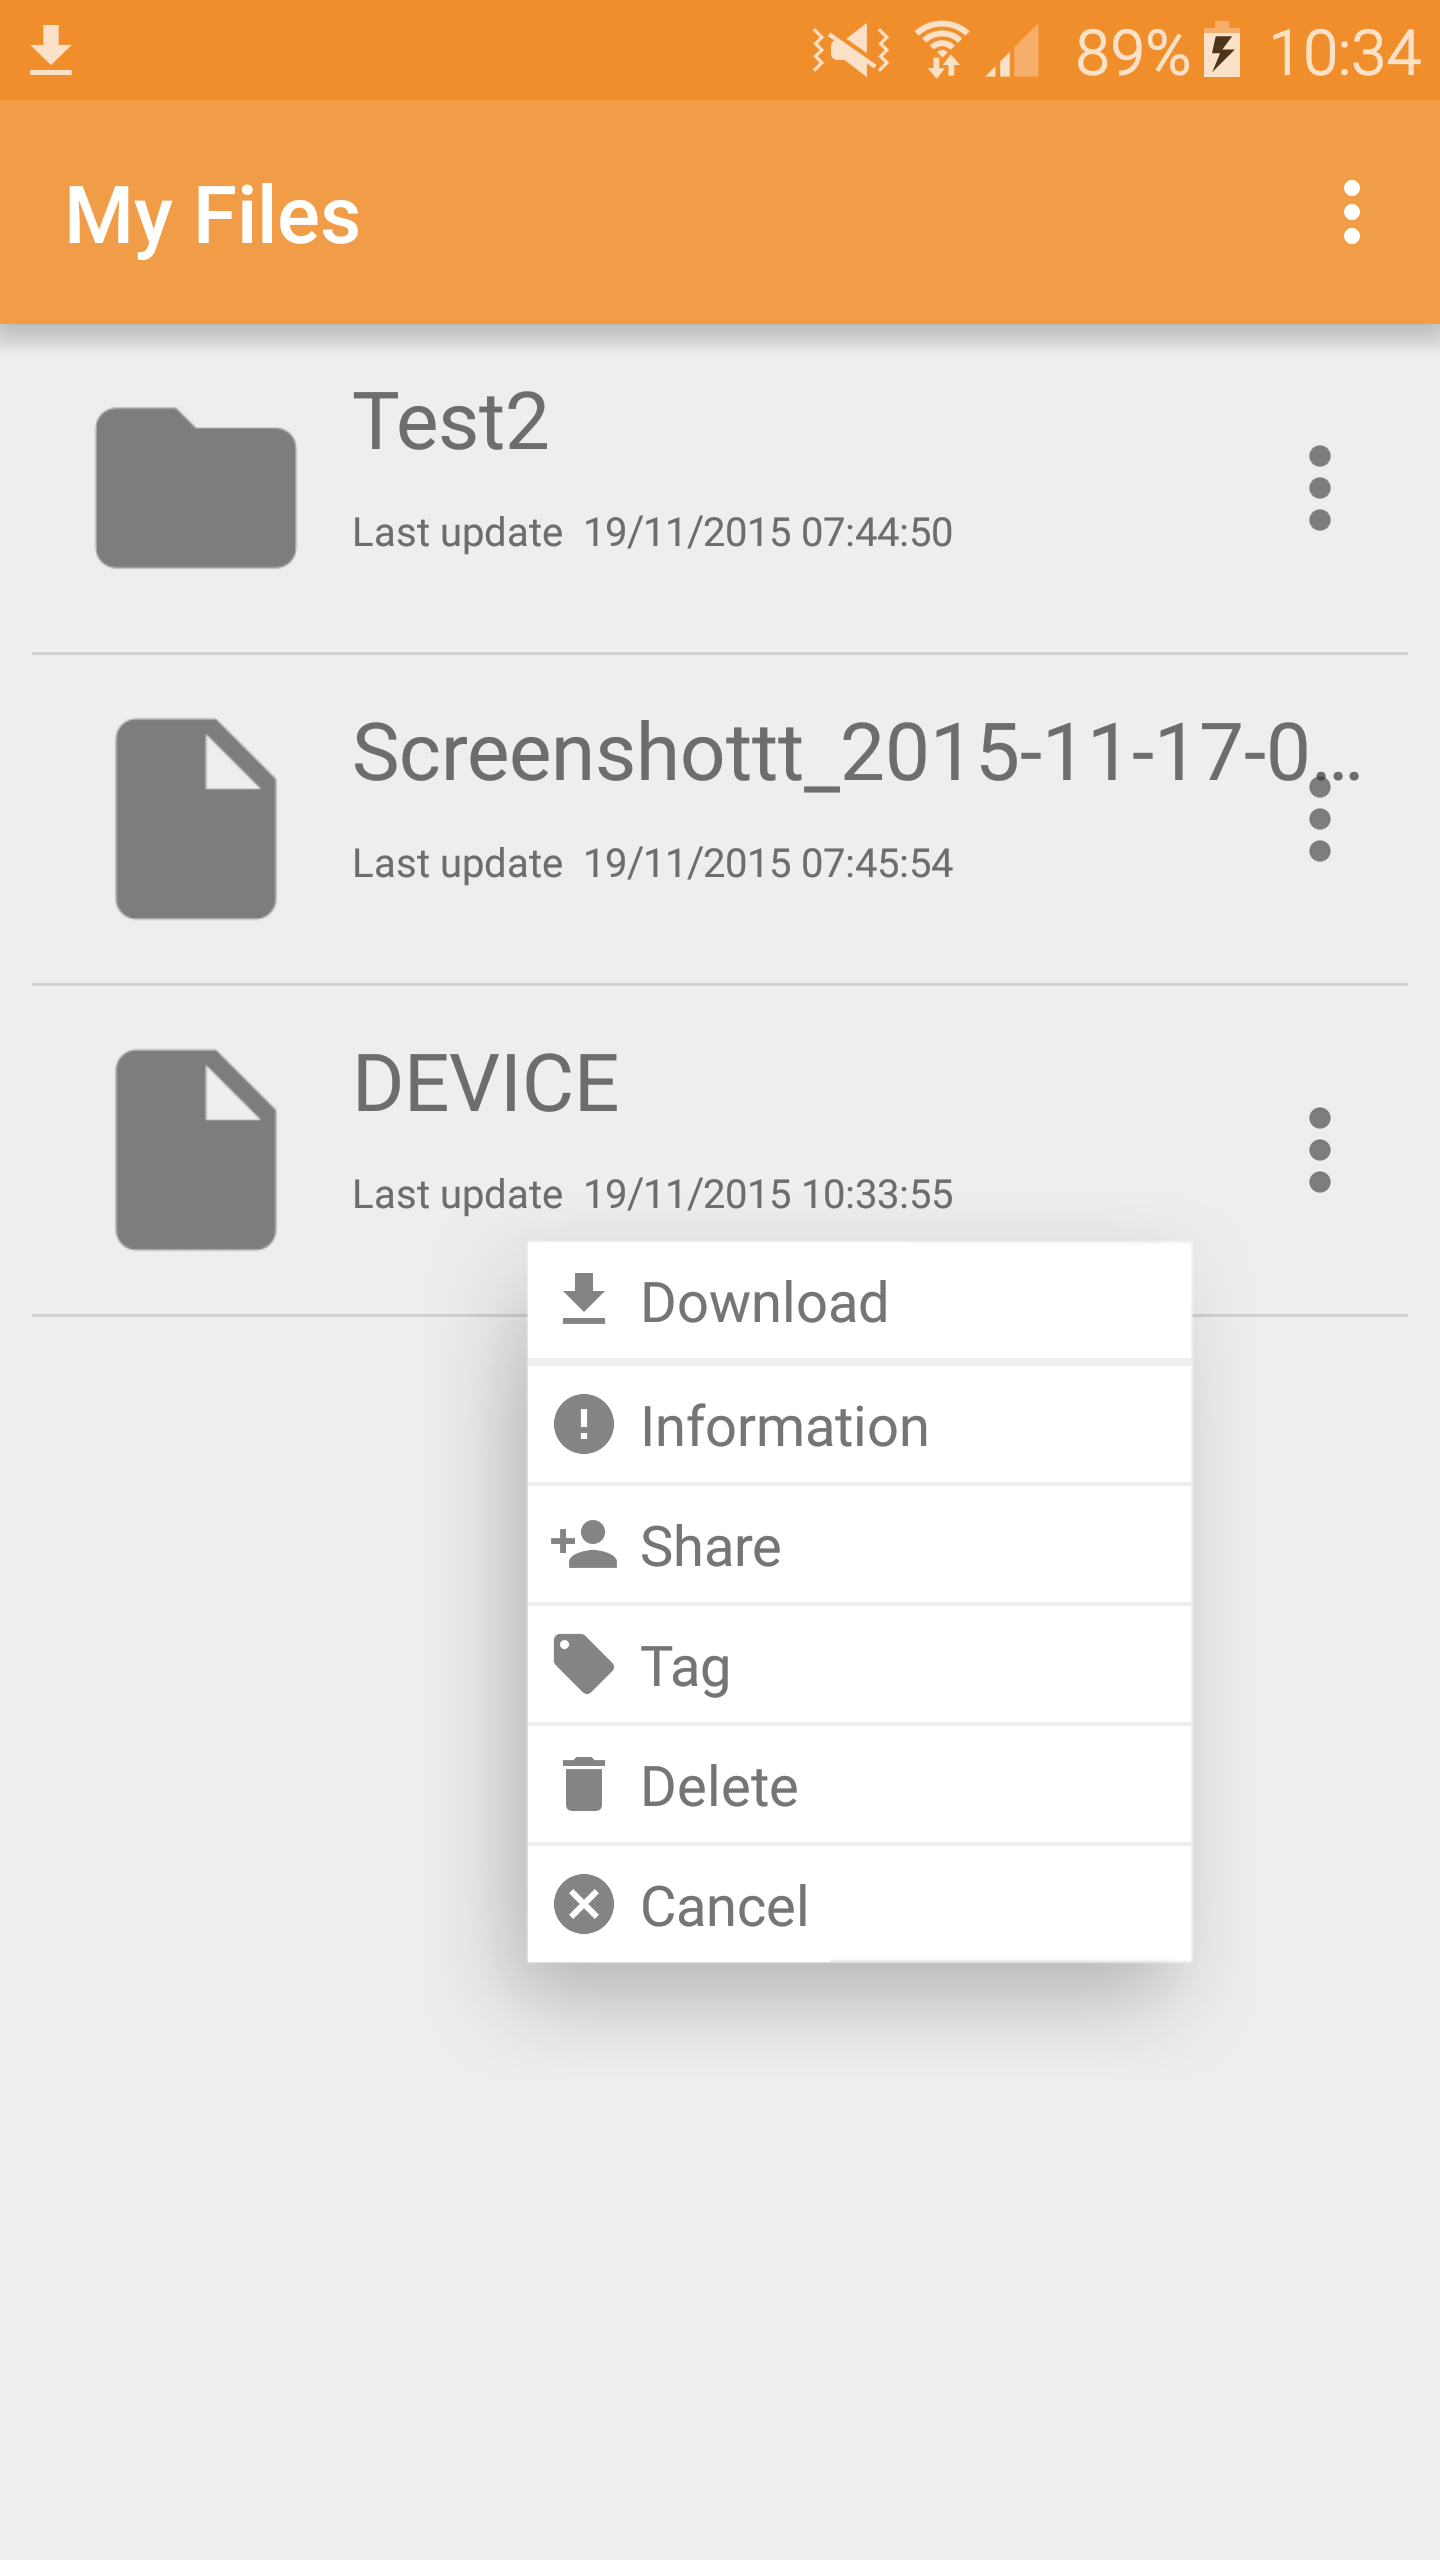 89% 10:34
My Files
Test2
Last update 19/11/2015 07:44:50
Screenshottt_2015-11-17-0...
Last update 19/11/2015 07:45:54
DEVICE
Last update 19/11/2015 10:33:55
Download
Information
Share
Tag
Delete
Cancel